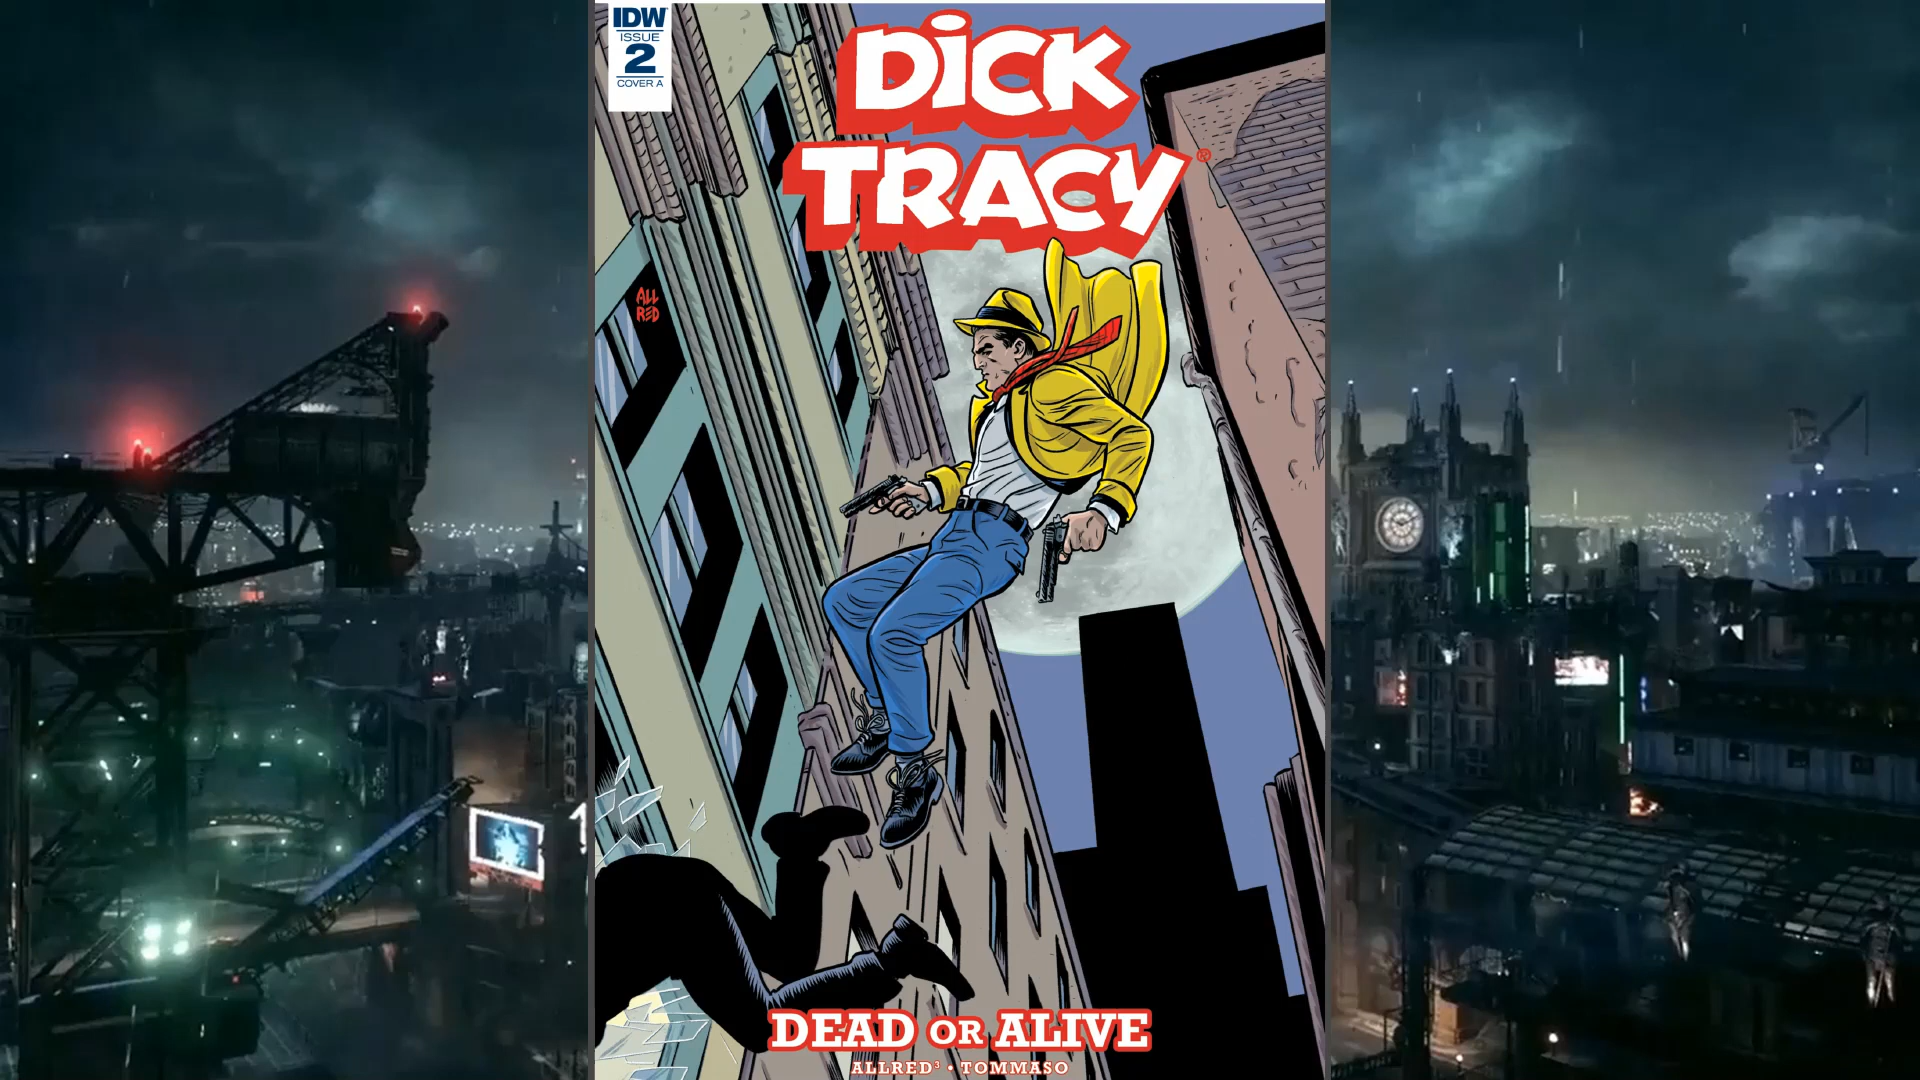 IDW
ISSUE
2
COVER A
DiCK
TRACY®
ALL
RED
DEAD OR ALIVE
ALLRED³ • TOMMASO